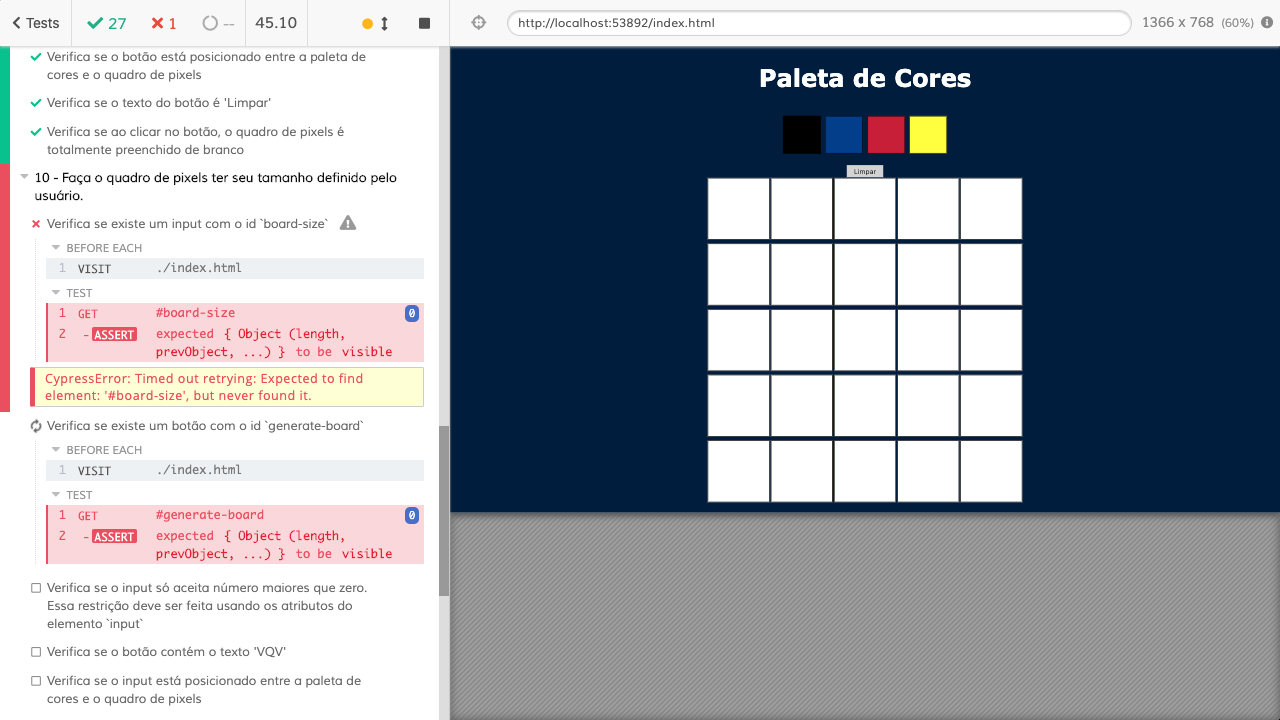 Tests 27 1 -- 45.10 http://localhost:53892/index.html 1366 x 768 (60%)
Verifica se o botão está posicionado entre a paleta de
cores e o quadro de pixels
Verifica se o texto do botão é 'Limpar'
Verifica se ao clicar no botão, o quadro de pixels é
totalmente preenchido de branco
10 - Faça o quadro de pixels ter seu tamanho definido pelo
usuário.
Verifica se existe um input com o id `board-size`
BEFORE EACH
1 VISIT ./index.html
TEST
1 GET #board-size 0
2 -ASSERT expected { Object (length,
prevObject, ...) } to be visible
CypressError: Timed out retrying: Expected to find
element: '#board-size', but never found it.
Verifica se existe um botão com o id `generate-board`
BEFORE EACH
1 VISIT ./index.html
TEST
1 GET #generate-board 0
2 -ASSERT expected { Object (length,
prevObject, ...) } to be visible
Verifica se o input só aceita número maiores que zero.
Essa restrição deve ser feita usando os atributos do
elemento `input`
Verifica se o botão contém o texto 'VQV'
Verifica se o input está posicionado entre a paleta de
cores e o quadro de pixels
Paleta de Cores
Limpar